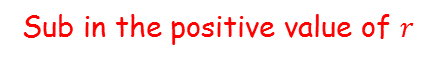 Sub in the positive value of r